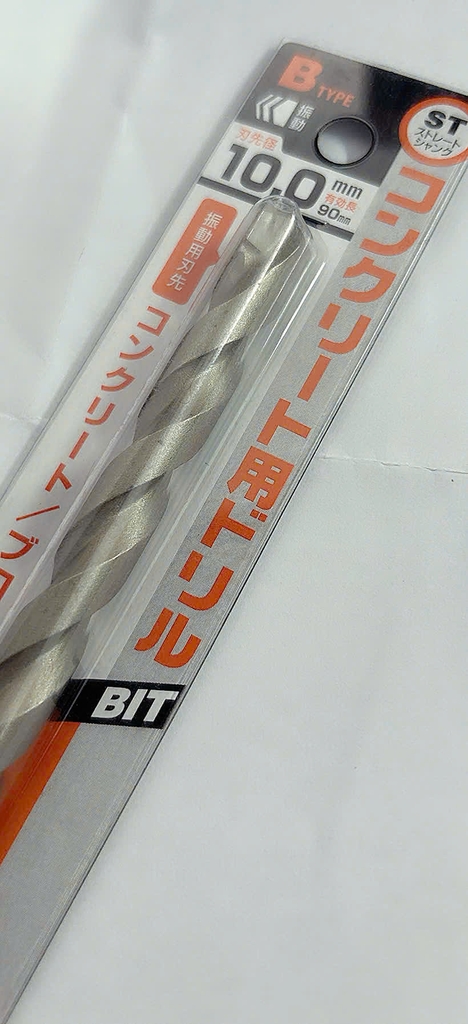 B TYPE
振動
ST
ストレート
シャンク
刃先径
10.0 mm
有効長
90mm
振動用刃先
コンクリート/ブロ
コンクリート用ドリル
BIT